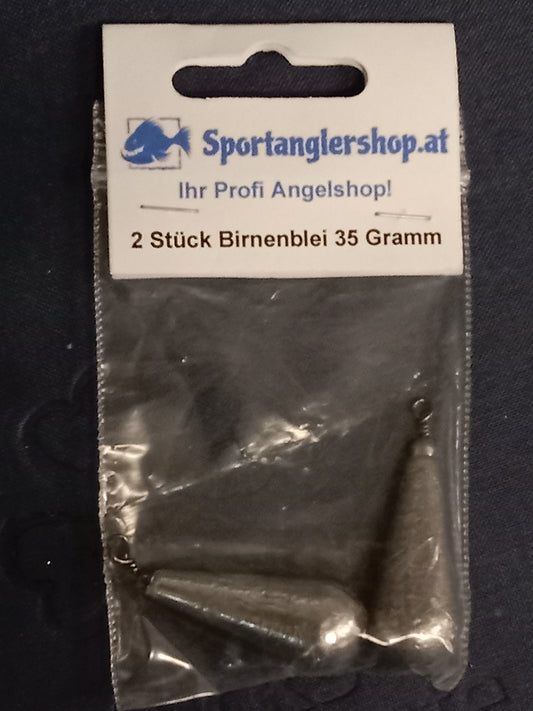 Sportanglershop.at
Ihr Profi Angelshop!
2 Stück Birnenblei 35 Gramm